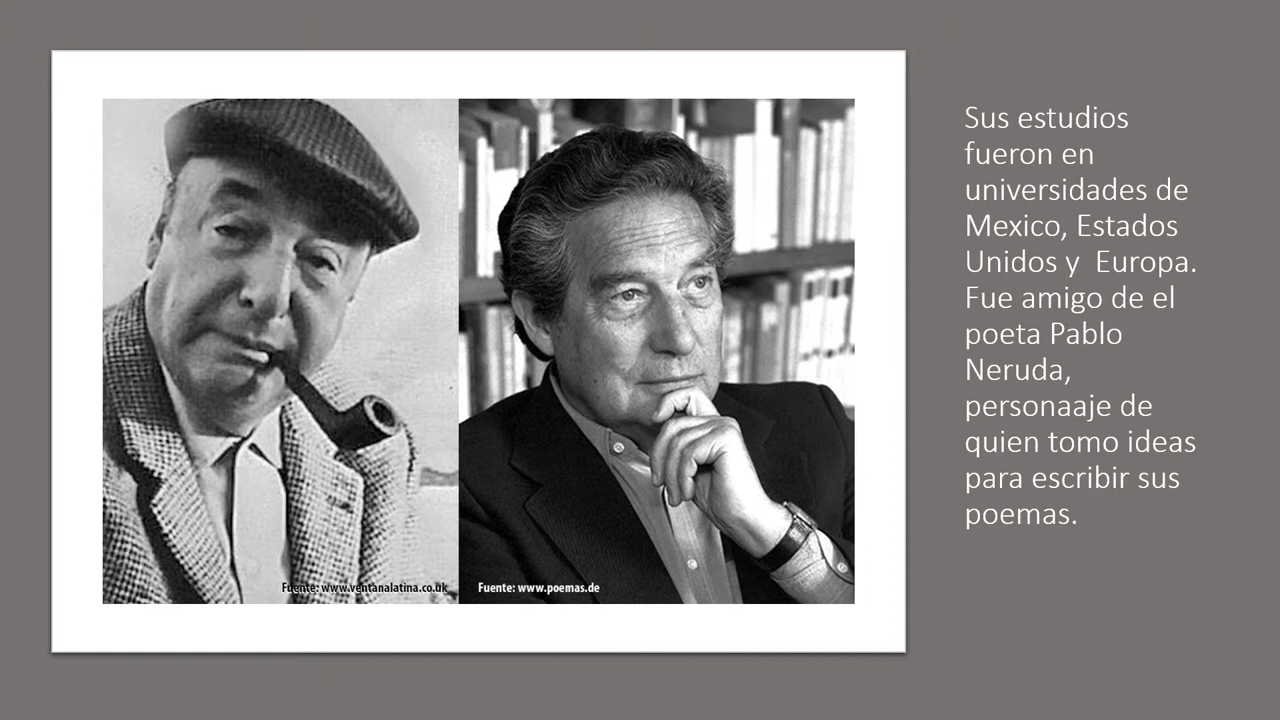 Sus estudios
fueron en
universidades de
Mexico, Estados
Unidos y  Europa.
Fue amigo de el
poeta Pablo
Neruda,
personaaje de
quien tomo ideas
para escribir sus
poemas.
Fuente: www.ventanalatina.co.uk
Fuente: www.poemas.de